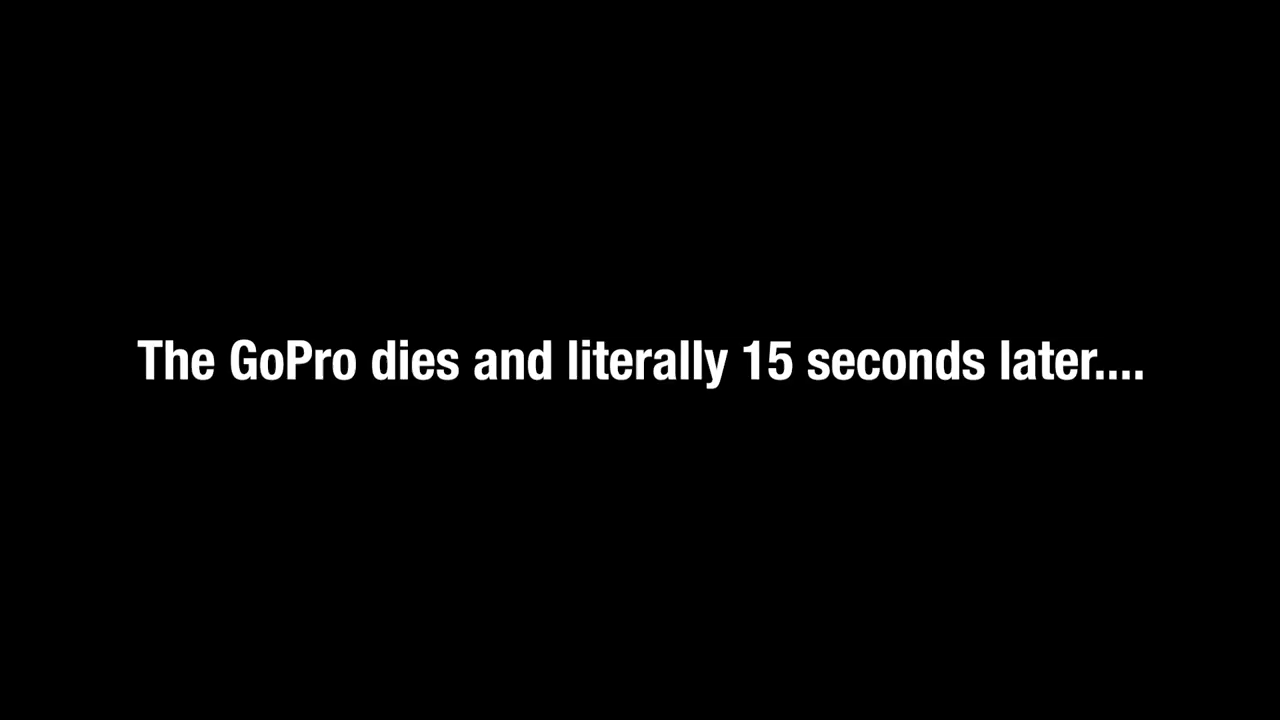 The GoPro dies and literally 15 seconds later....